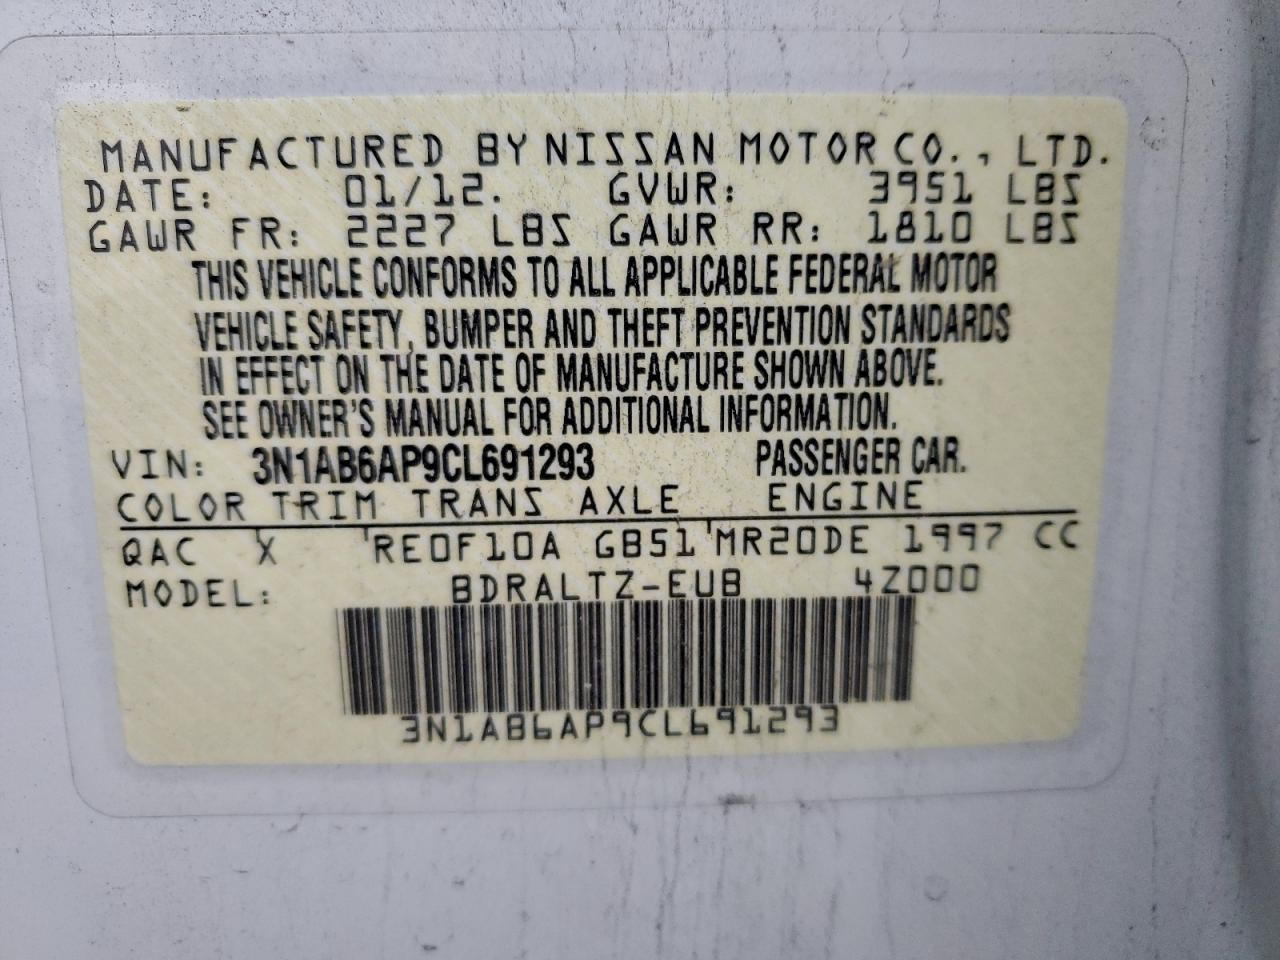 MANUFACTURED BY NISSAN MOTOR CO., LTD.
DATE: 01/12. GVWR: 3951 LBS
GAWR FR: 2227 LBS GAWR RR: 1810 LBS
THIS VEHICLE CONFORMS TO ALL APPLICABLE FEDERAL MOTOR
VEHICLE SAFETY, BUMPER AND THEFT PREVENTION STANDARDS
IN EFFECT ON THE DATE OF MANUFACTURE SHOWN ABOVE.
SEE OWNER'S MANUAL FOR ADDITIONAL INFORMATION.
VIN: 3N1AB6AP9CL691293 PASSENGER CAR.
COLOR TRIM TRANS AXLE ENGINE
QAC X 'RE0F10A GB51'MR20DE 1997 CC
MODEL: BDRALTZ-EUB 4Z000
3N1AB6AP9CL691293